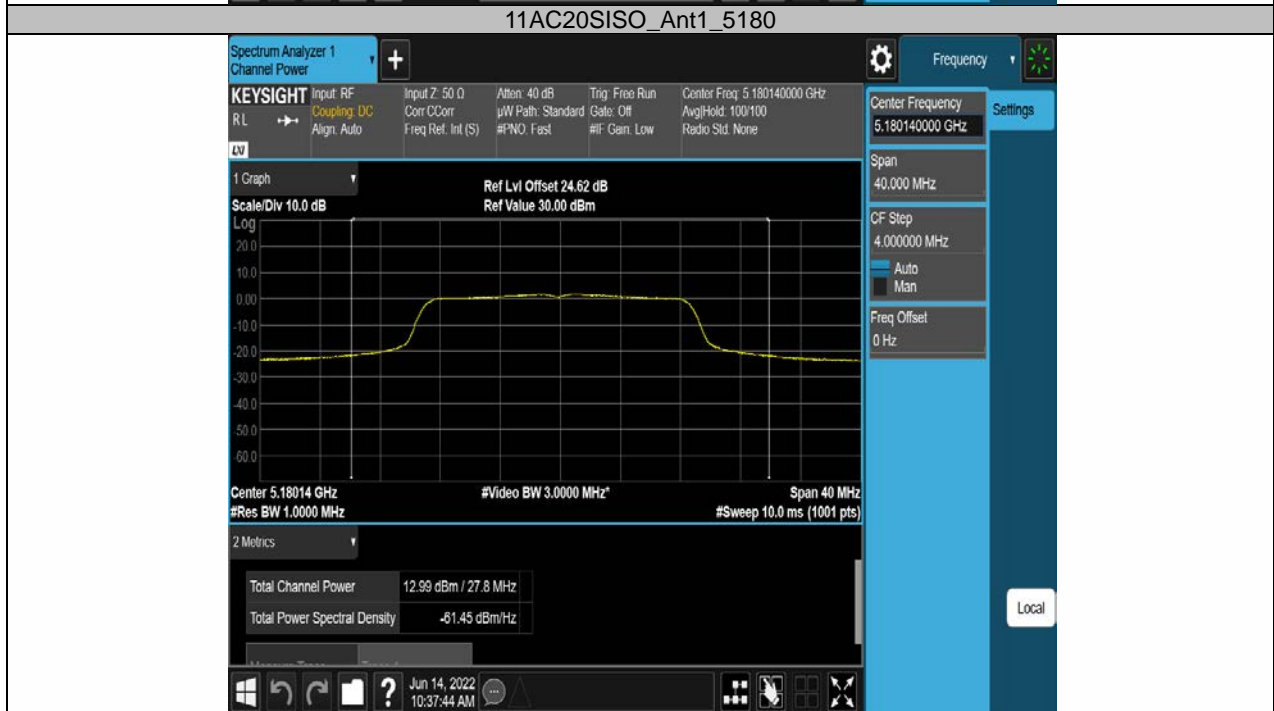 11AC20SISO_Ant1_5180
Spectrum Analyzer 1
Channel Power
Frequency
KEYSIGHT
RL
LXI
Input: RF
Coupling: DC
Align: Auto
Input Z: 50 Ω
Corr CCorr
Freq Ref: Int (S)
Atten: 40 dB
µW Path: Standard
#PNO: Fast
Trig: Free Run
Gate: Off
#IF Gain: Low
Center Freq: 5.180140000 GHz
Avg|Hold: 100/100
Radio Std: None
Center Frequency
5.180140000 GHz
Settings
Span
40.000 MHz
CF Step
4.000000 MHz
Auto
Man
Freq Offset
0 Hz
Local
1 Graph
Ref Lvl Offset 24.62 dB
Scale/Div 10.0 dB
Ref Value 30.00 dBm
Log
20.0
10.0
0.00
-10.0
-20.0
-30.0
-40.0
-50.0
-60.0
Center 5.18014 GHz
#Video BW 3.0000 MHz*
Span 40 MHz
#Res BW 1.0000 MHz
#Sweep 10.0 ms (1001 pts)
2 Metrics
Total Channel Power 12.99 dBm / 27.8 MHz
Total Power Spectral Density -61.45 dBm/Hz
?
Jun 14, 2022
10:37:44 AM